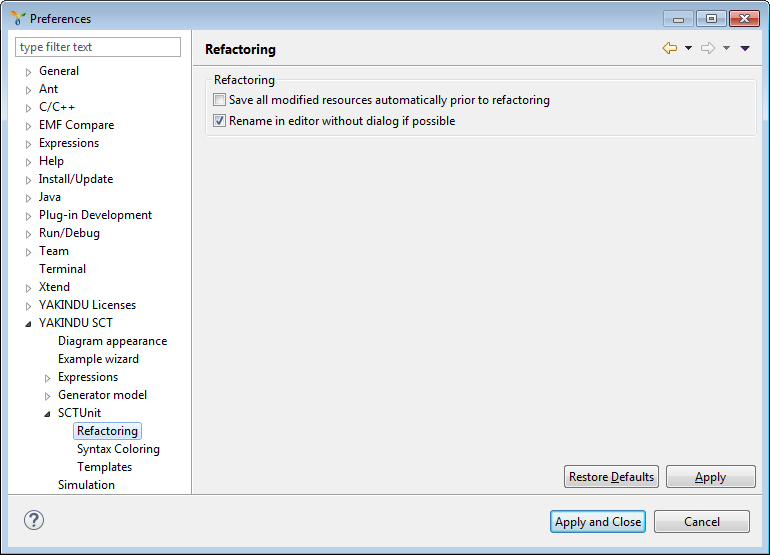 Preferences
type filter text
General
Ant
C/C++
EMF Compare
Expressions
Help
Install/Update
Java
Plug-in Development
Run/Debug
Team
Terminal
Xtend
YAKINDU Licenses
YAKINDU SCT
Diagram appearance
Example wizard
Expressions
Generator model
SCTUnit
Refactoring
Syntax Coloring
Templates
Simulation
Refactoring
Refactoring
Save all modified resources automatically prior to refactoring
Rename in editor without dialog if possible
Restore Defaults Apply
? Apply and Close Cancel